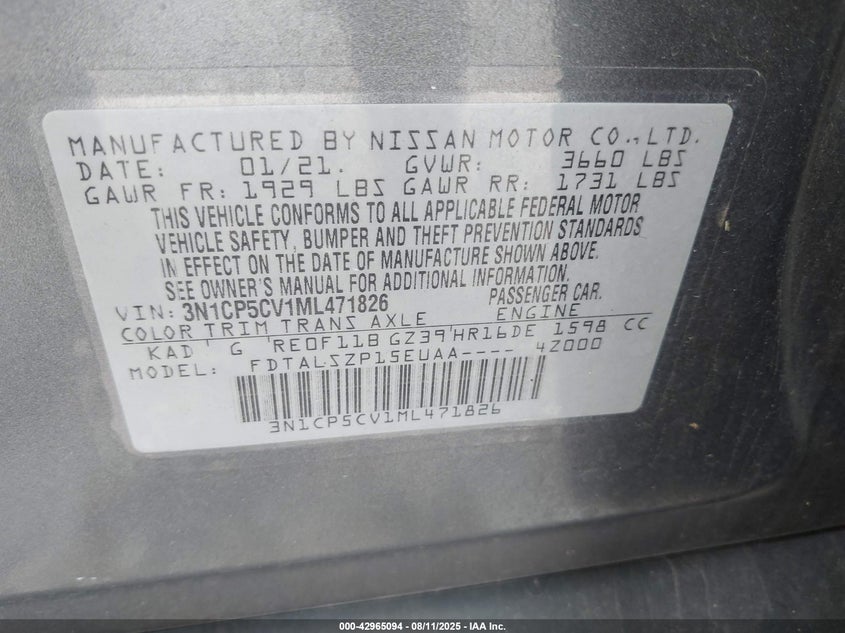 MANUFACTURED BY NISSAN MOTOR CO., LTD.
DATE: 01/21. GVWR: 3660 LBS
GAWR FR: 1929 LBS GAWR RR: 1731 LBS
THIS VEHICLE CONFORMS TO ALL APPLICABLE FEDERAL MOTOR
VEHICLE SAFETY, BUMPER AND THEFT PREVENTION STANDARDS
IN EFFECT ON THE DATE OF MANUFACTURE SHOWN ABOVE.
SEE OWNER'S MANUAL FOR ADDITIONAL INFORMATION.
VIN: 3N1CP5CV1ML471826 PASSENGER CAR.
COLOR TRIM TRANS AXLE ENGINE
KAD G RE0F11B GZ39 HR16DE 1598 CC
MODEL: FDTALSZP15EUAA---- 4Z000
3N1CP5CV1ML471826
000-42965094 - 08/11/2025 - IAA Inc.